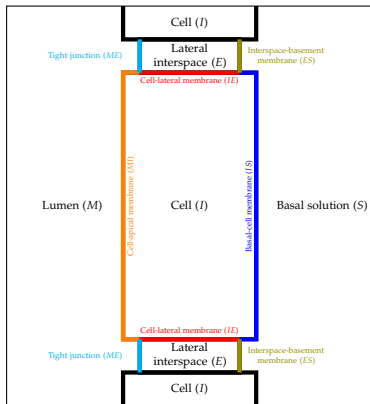 Cell (I)
Tight junction (ME)
Lateral
interspace (E)
Interspace-basement
membrane (ES)
Cell-lateral membrane (IE)
Lumen (M)
Cell-apical membrane (MI)
Cell (I)
Basal-cell membrane (IS)
Basal solution (S)
Cell-lateral membrane (IE)
Tight junction (ME)
Lateral
interspace (E)
Interspace-basement
membrane (ES)
Cell (I)